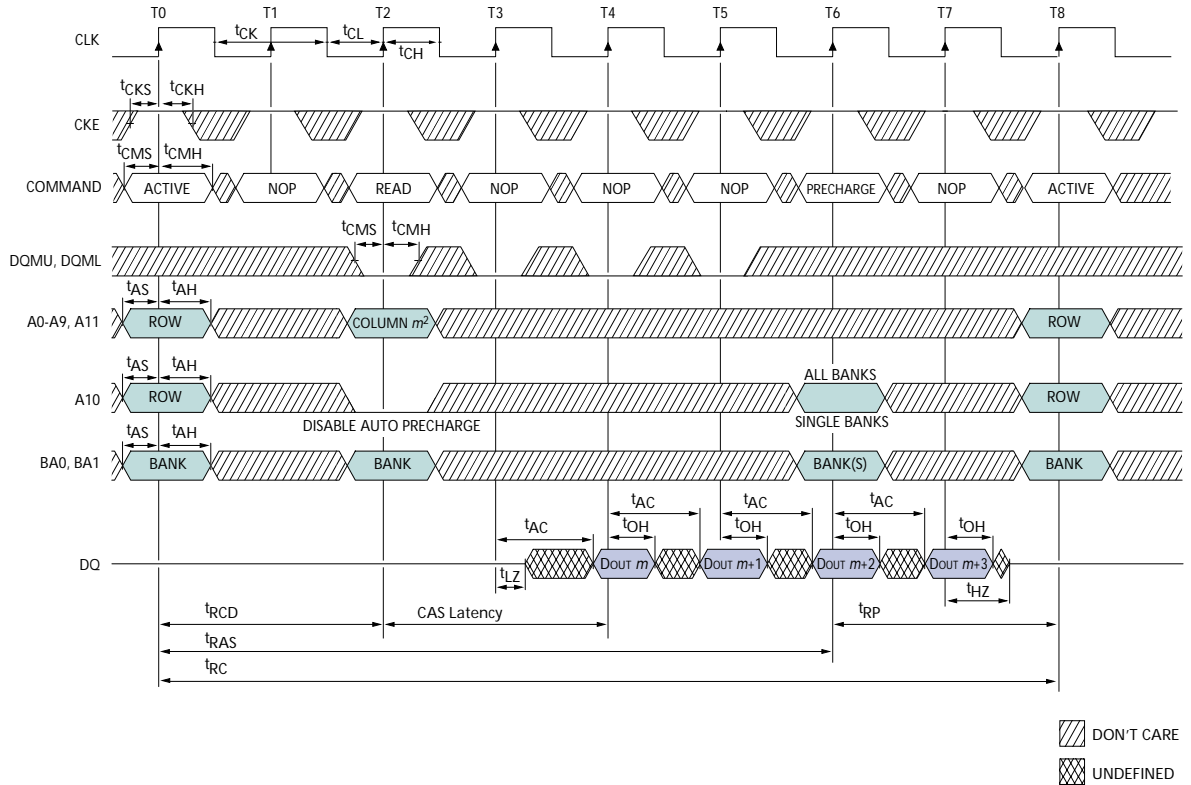 T0 T1 T2 T3 T4 T5 T6 T7 T8
CLK
tCK tCL
tCH
tCKS tCKH
CKE
tCMS tCMH
COMMAND ACTIVE NOP READ NOP NOP NOP PRECHARGE NOP ACTIVE
tCMS tCMH
DQMU, DQML
tAS tAH
A0-A9, A11 ROW COLUMN m2 ROW
tAS tAH
ALL BANKS
A10 ROW ROW
DISABLE AUTO PRECHARGE SINGLE BANKS
tAS tAH
BA0, BA1 BANK BANK BANK(S) BANK
tAC tAC tAC tAC
tOH tOH tOH tOH
DQ DOUT m DOUT m+1 DOUT m+2 DOUT m+3
tLZ tHZ
tRCD CAS Latency tRP
tRAS
tRC
DON'T CARE
UNDEFINED